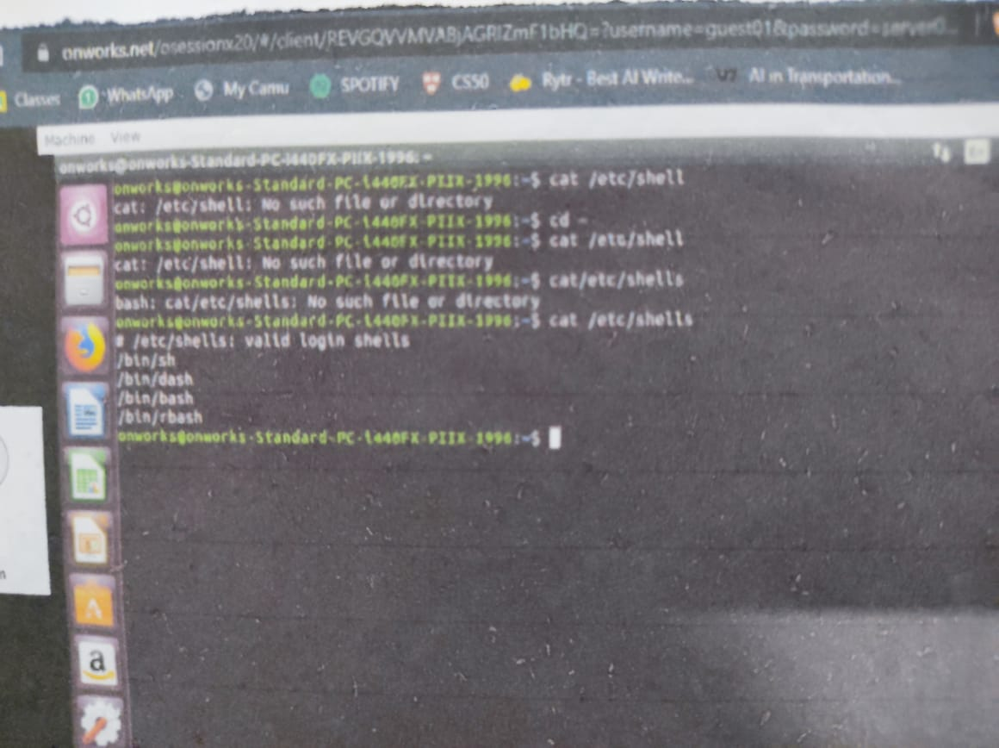 onworks.net/osessionx20/#/client/
Classes WhatsApp My Camu SPOTIFY CS50 Rytr - Best AI Write... V7 AI in Transportation...
Machine View
onworks@onworks-Standard-PC-i440FX-PIIX-1996: ~
onworks@onworks-Standard-PC-i440FX-PIIX-1996:~$ cat /etc/shell
cat: /etc/shell: No such file or directory
onworks@onworks-Standard-PC-i440FX-PIIX-1996:~$ cd ~
onworks@onworks-Standard-PC-i440FX-PIIX-1996:~$ cat /etc/shell
cat: /etc/shell: No such file or directory
onworks@onworks-Standard-PC-i440FX-PIIX-1996:~$ cat/etc/shells
bash: cat/etc/shells: No such file or directory
onworks@onworks-Standard-PC-i440FX-PIIX-1996:~$ cat /etc/shells
# /etc/shells: valid login shells
/bin/sh
/bin/dash
/bin/bash
/bin/rbash
onworks@onworks-Standard-PC-i440FX-PIIX-1996:~$